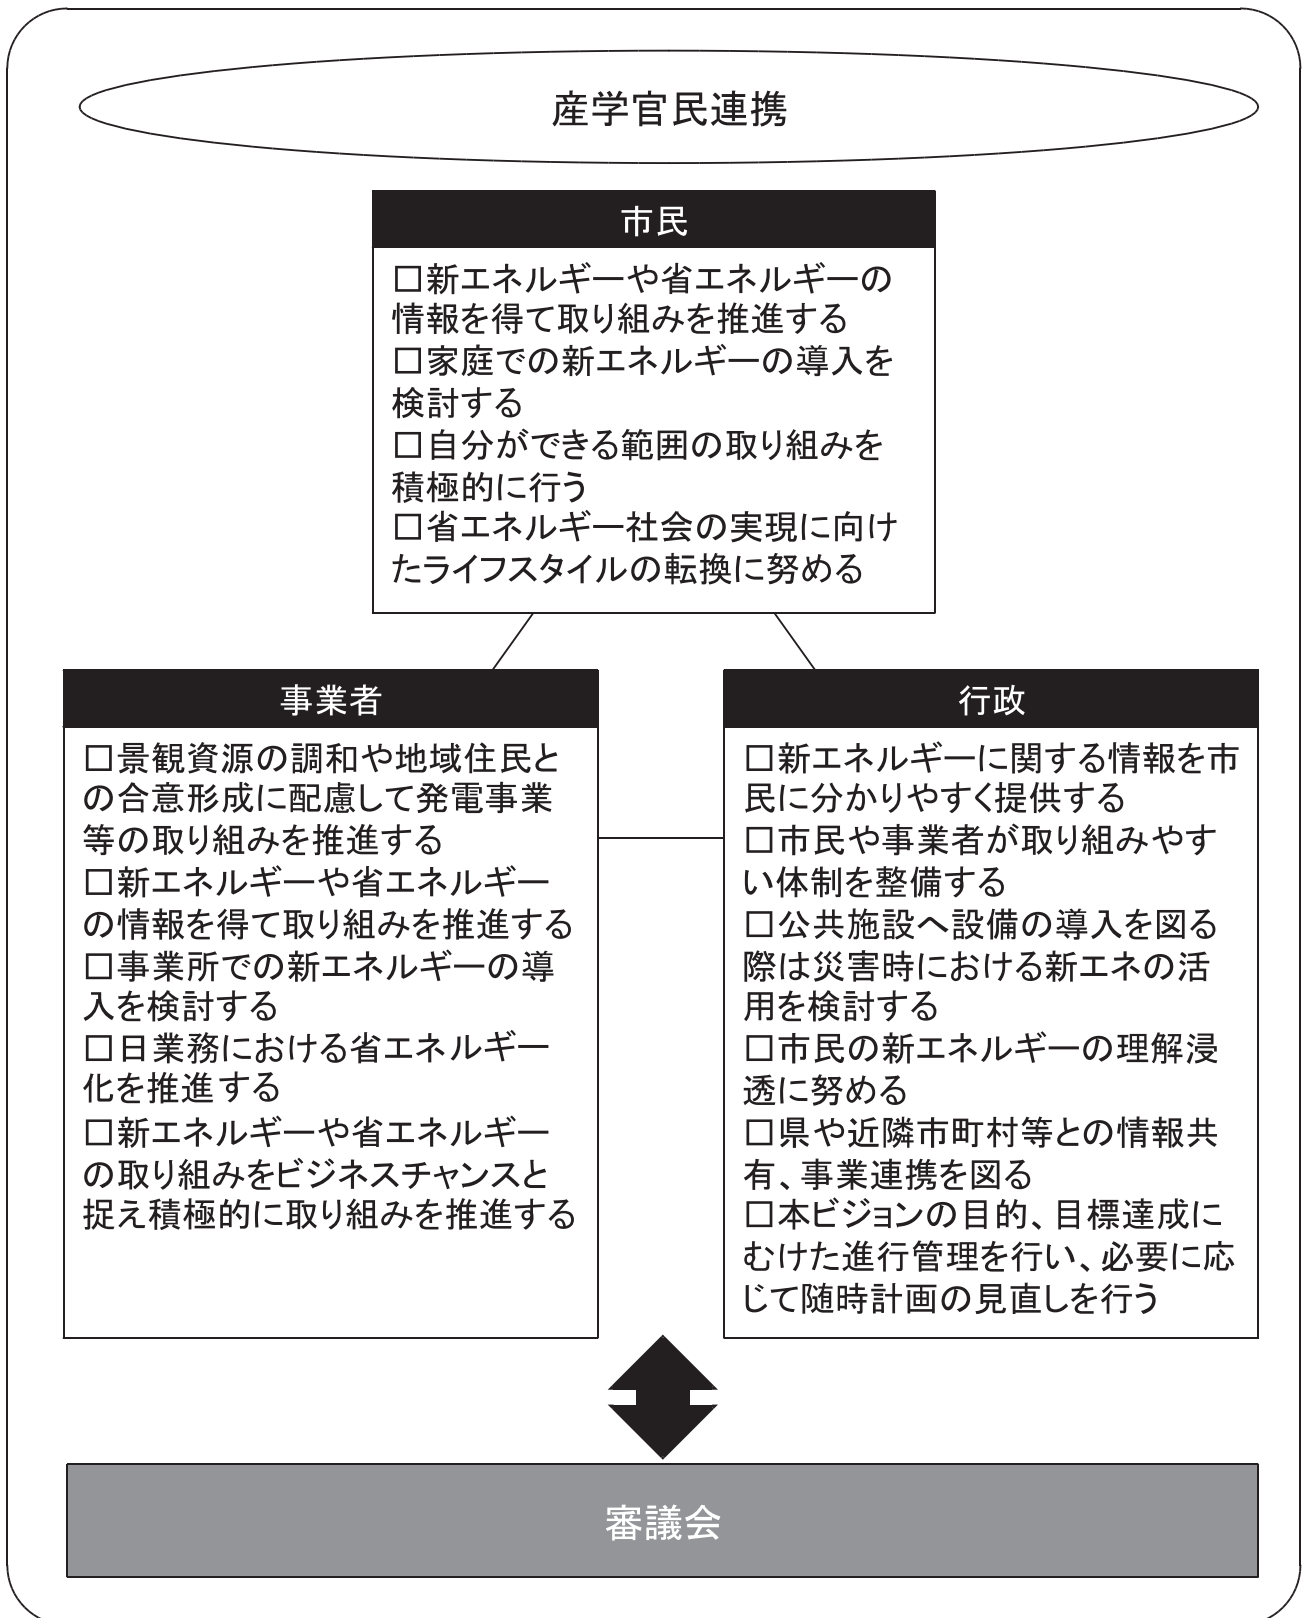 産学官民連携
市民
□新エネルギーや省エネルギーの
情報を得て取り組みを推進する
□家庭での新エネルギーの導入を
検討する
□自分ができる範囲の取り組みを
積極的に行う
□省エネルギー社会の実現に向け
たライフスタイルの転換に努める
事業者
□景観資源の調和や地域住民と
の合意形成に配慮して発電事業
等の取り組みを推進する
□新エネルギーや省エネルギー
の情報を得て取り組みを推進する
□事業所での新エネルギーの導
入を検討する
□日業務における省エネルギー
化を推進する
□新エネルギーや省エネルギー
の取り組みをビジネスチャンスと
捉え積極的に取り組みを推進する
行政
□新エネルギーに関する情報を市
民に分かりやすく提供する
□市民や事業者が取り組みやす
い体制を整備する
□公共施設へ設備の導入を図る
際は災害時における新エネの活
用を検討する
□市民の新エネルギーの理解浸
透に努める
□県や近隣市町村等との情報共
有、事業連携を図る
□本ビジョンの目的、目標達成に
むけた進行管理を行い、必要に応
じて随時計画の見直しを行う
審議会